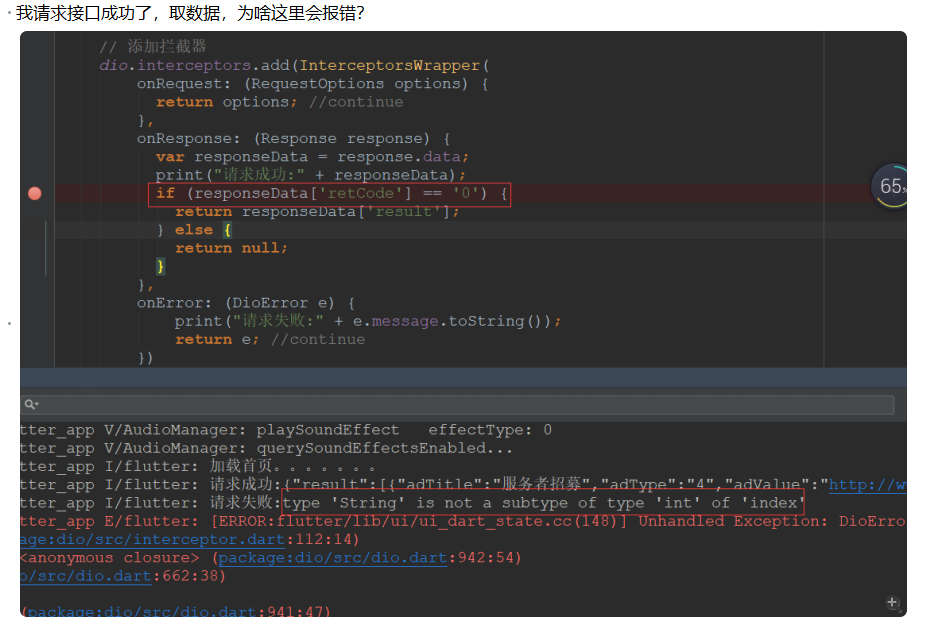 · 我请求接口成功了，取数据，为啥这里会报错？
// 添加拦截器
dio.interceptors.add(InterceptorsWrapper(
onRequest: (RequestOptions options) {
return options; //continue
},
onResponse: (Response response) {
var responseData = response.data;
print("请求成功:" + responseData);
if (responseData['retCode'] == '0') {
return responseData['result'];
} else {
return null;
}
},
onError: (DioError e) {
print("请求失败:" + e.message.toString());
return e; //continue
})
65%
tter_app V/AudioManager: playSoundEffect   effectType: 0
tter_app V/AudioManager: querySoundEffectsEnabled...
tter_app I/flutter: 加载首页。。。。。。。
tter_app I/flutter: 请求成功:{"result":[{"adTitle":"服务者招募","adType":"4","adValue":"http://w
tter_app I/flutter: 请求失败:type 'String' is not a subtype of type 'int' of 'index'
tter_app E/flutter: [ERROR:flutter/lib/ui/ui_dart_state.cc(148)] Unhandled Exception: DioErro
age:dio/src/interceptor.dart:112:14)
<anonymous closure> (package:dio/src/dio.dart:942:54)
o/src/dio.dart:662:38)
(package:dio/src/dio.dart:941:47)